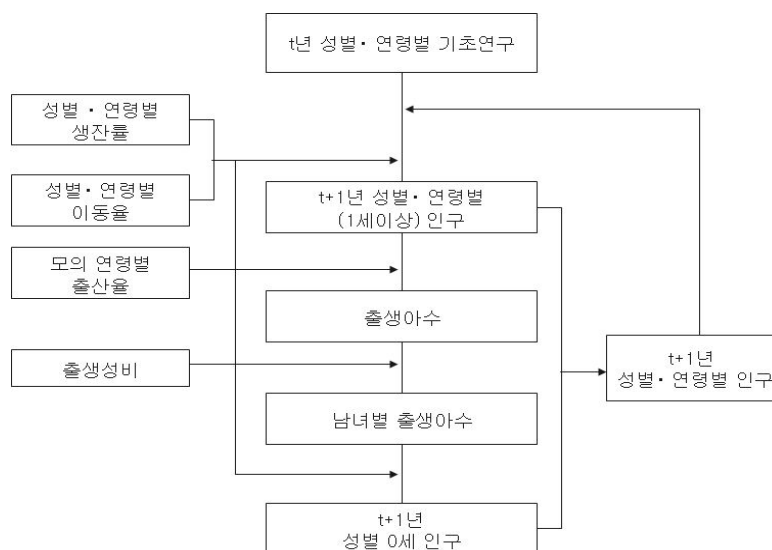 t년 성별· 연령별 기초연구
성별 · 연령별
생잔률
성별 · 연령별
이동율
t+1년 성별· 연령별
(1세이상) 인구
모의 연령별
출산율
출생아수
t+1년
성별· 연령별 인구
출생성비
남녀별 출생아수
t+1년
성별 0세 인구